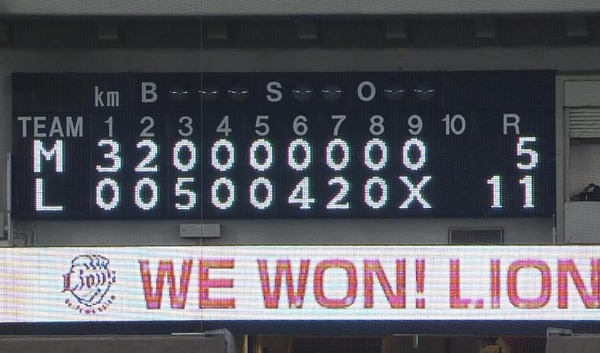 km B S O
TEAM 1 2 3 4 5 6 7 8 9 10 R
M 3 2 0 0 0 0 0 0 0 5
L 0 0 5 0 0 4 2 0 X 11
Lions WE WON! LION